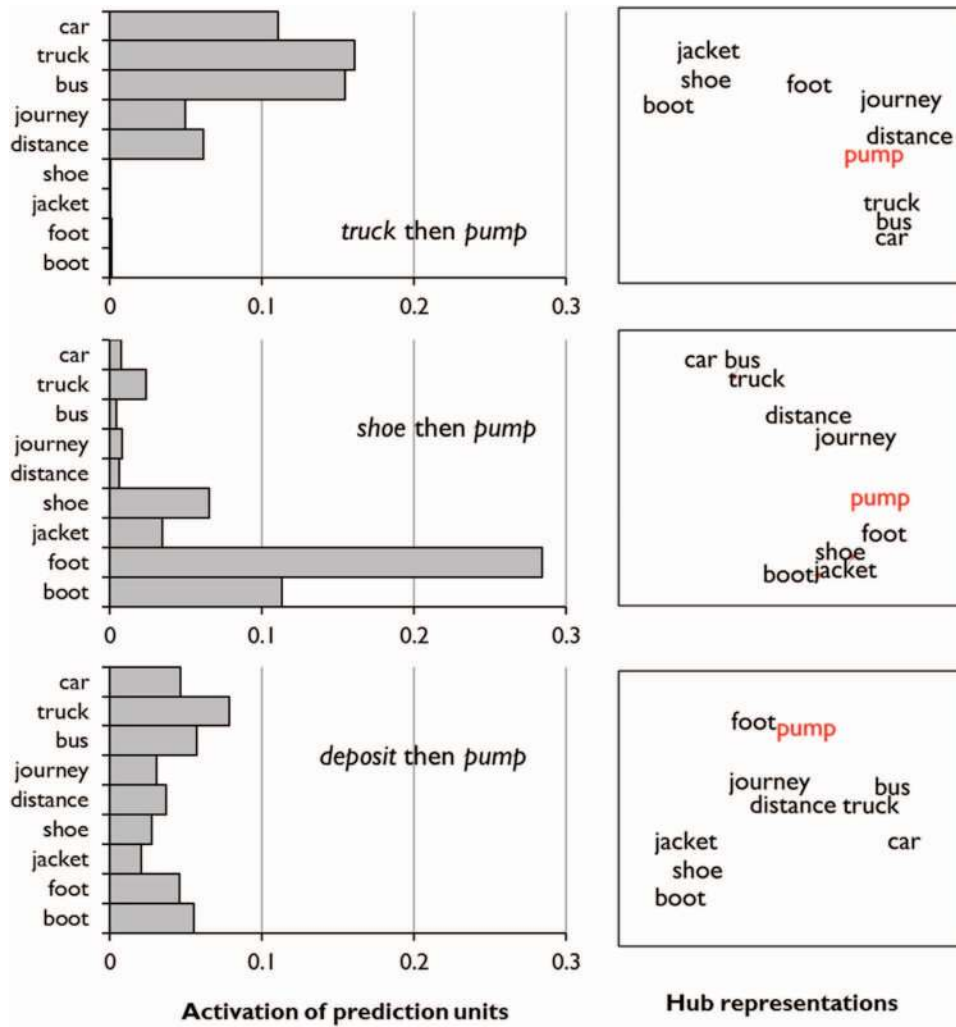 car
truck
bus
journey
distance
shoe
jacket
foot
boot
truck then pump
0 0.1 0.2 0.3
jacket
shoe
foot
boot
journey
distance
pump
truck
bus
car
car
truck
bus
journey
distance
shoe
jacket
foot
boot
shoe then pump
0 0.1 0.2 0.3
car bus
truck
distance
journey
pump
foot
shoe
boot jacket
car
truck
bus
journey
distance
shoe
jacket
foot
boot
deposit then pump
0 0.1 0.2 0.3
foot pump
journey
bus
distance truck
jacket
car
shoe
boot
Activation of prediction units
Hub representations